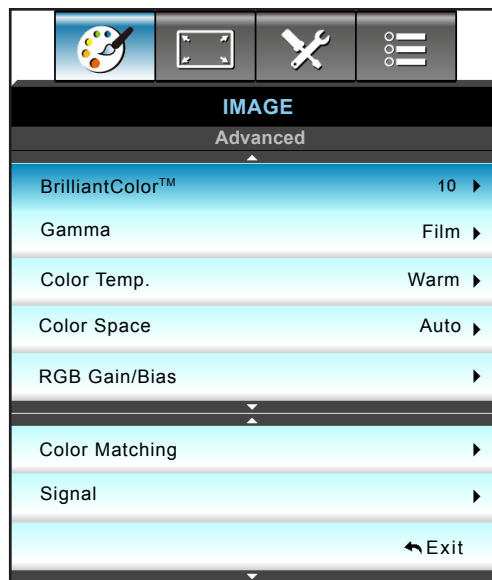 IMAGE
Advanced
BrilliantColor™ 10
Gamma Film
Color Temp. Warm
Color Space Auto
RGB Gain/Bias
Color Matching
Signal
Exit